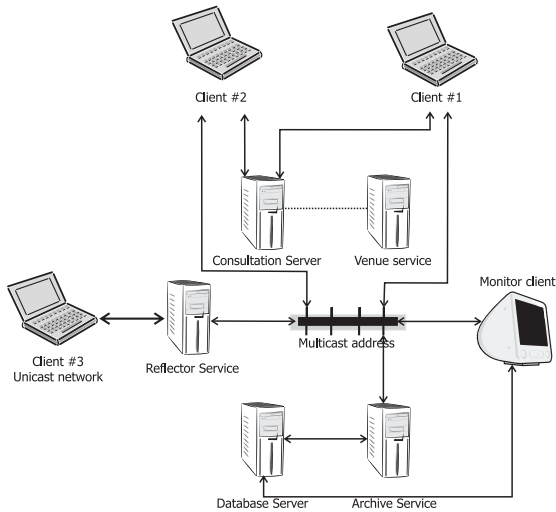 Client #2
Client #1
Consultation Server
Venue service
Monitor client
Multicast address
Client #3
Unicast network
Reflector Service
Database Server
Archive Service